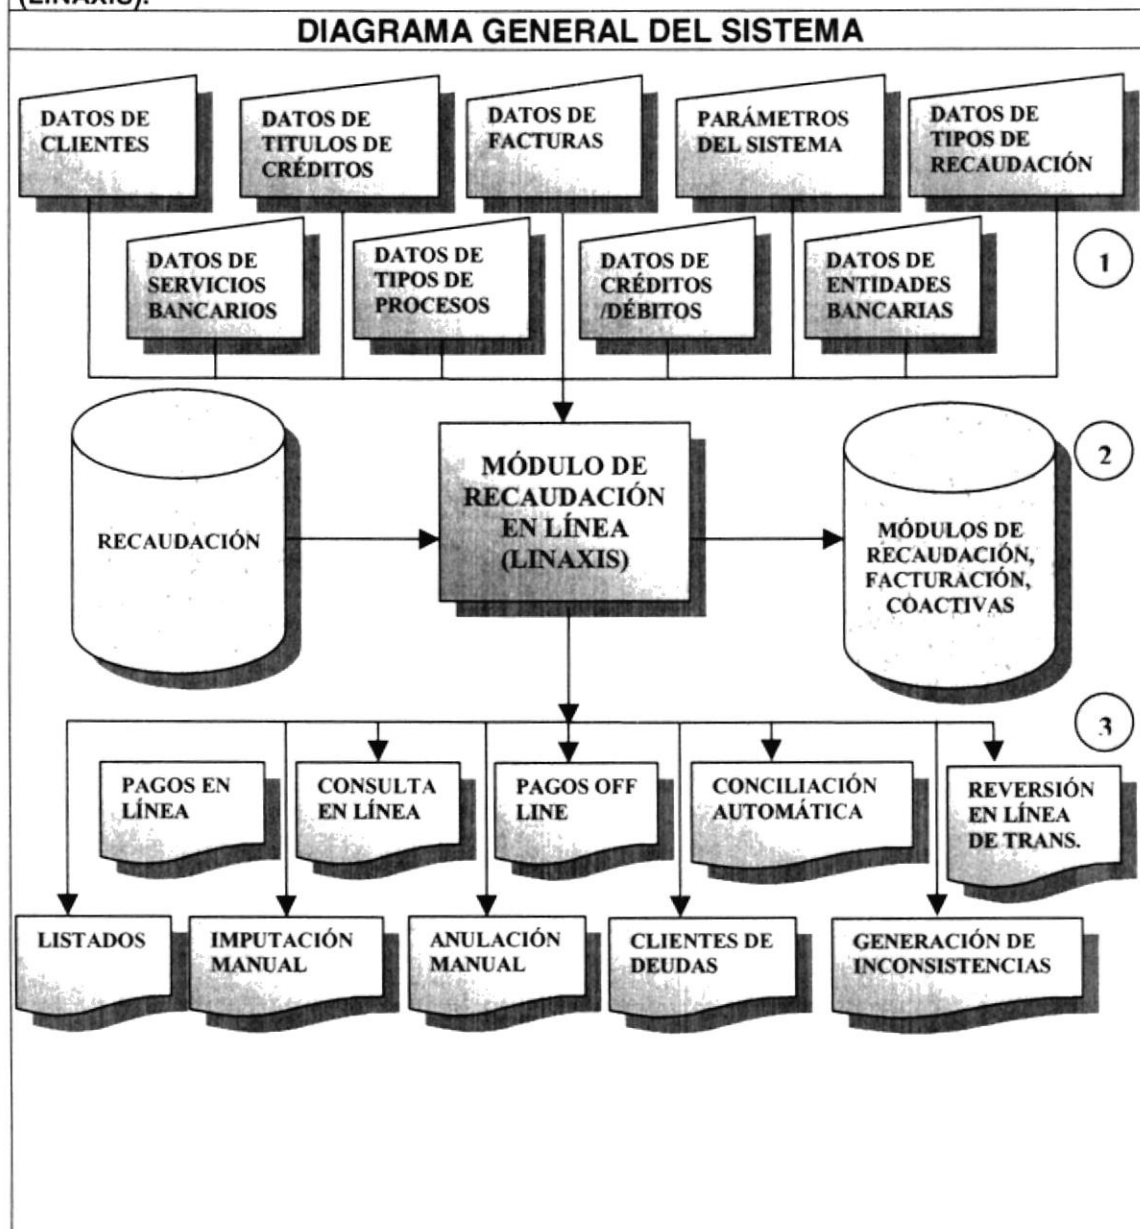 (LINAXIS).
DIAGRAMA GENERAL DEL SISTEMA
DATOS DE
CLIENTES
DATOS DE
TITULOS DE
CRÉDITOS
DATOS DE
FACTURAS
PARÁMETROS
DEL SISTEMA
DATOS DE
TIPOS DE
RECAUDACIÓN
DATOS DE
SERVICIOS
BANCARIOS
DATOS DE
TIPOS DE
PROCESOS
DATOS DE
CRÉDITOS
/DÉBITOS
DATOS DE
ENTIDADES
BANCARIAS
1
RECAUDACIÓN
MÓDULO DE
RECAUDACIÓN
EN LÍNEA
(LINAXIS)
MÓDULOS DE
RECAUDACIÓN,
FACTURACIÓN,
COACTIVAS
2
3
PAGOS EN
LÍNEA
CONSULTA
EN LÍNEA
PAGOS OFF
LINE
CONCILIACIÓN
AUTOMÁTICA
REVERSIÓN
EN LÍNEA
DE TRANS.
LISTADOS
IMPUTACIÓN
MANUAL
ANULACIÓN
MANUAL
CLIENTES DE
DEUDAS
GENERACIÓN DE
INCONSISTENCIAS